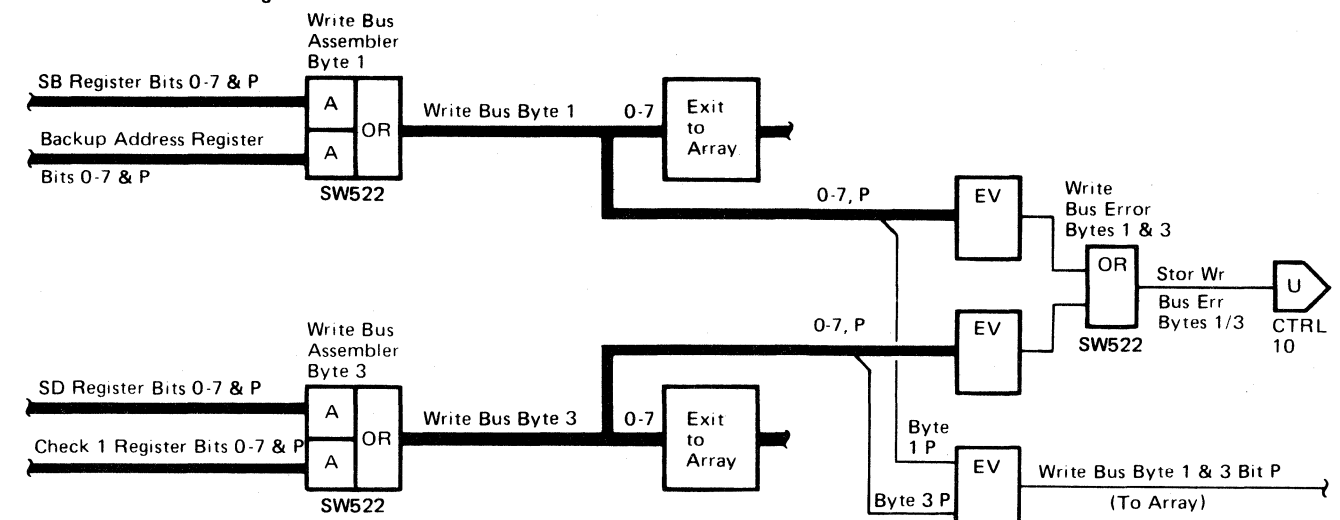 Write Bus
Assembler
Byte 1
SB Register Bits 0-7 & P
A
OR
Backup Address Register
A
Bits 0-7 & P
SW522
Write Bus Byte 1
0-7
Exit
to
Array
0-7, P
EV
Write
Bus Error
Bytes 1 & 3
OR
Stor Wr
Bus Err
Bytes 1/3
U
CTRL
10
SW522
0-7, P
EV
Write Bus
Assembler
Byte 3
SD Register Bits 0-7 & P
A
OR
Check 1 Register Bits 0-7 & P
A
SW522
Write Bus Byte 3
0-7
Exit
to
Array
Byte
1 P
Byte 3 P
EV
Write Bus Byte 1 & 3 Bit P
(To Array)